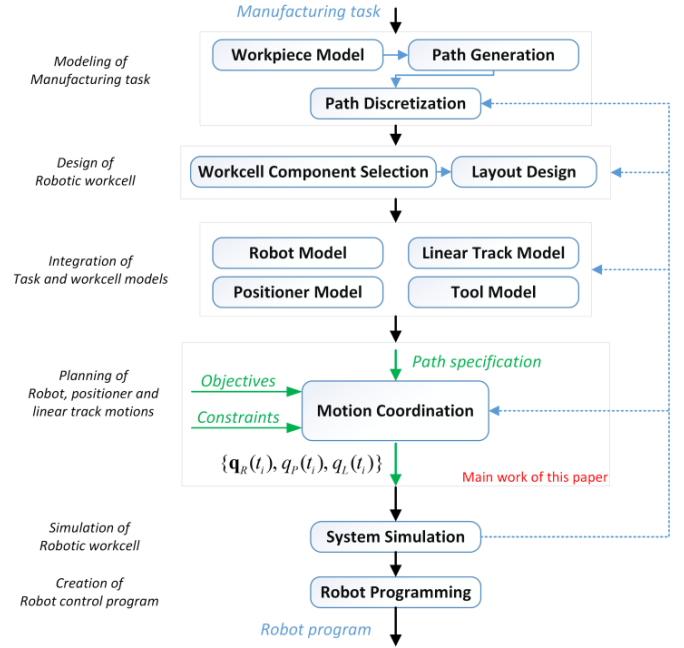 Manufacturing task
Modeling of
Manufacturing task
Workpiece Model
Path Generation
Path Discretization
Design of
Robotic workcell
Workcell Component Selection
Layout Design
Integration of
Task and workcell models
Robot Model
Linear Track Model
Positioner Model
Tool Model
Planning of
Robot, positioner and
linear track motions
Path specification
Objectives
Constraints
Motion Coordination
{q_R(t_i), q_P(t_i), q_L(t_i)}
Main work of this paper
Simulation of
Robotic workcell
System Simulation
Creation of
Robot control program
Robot Programming
Robot program